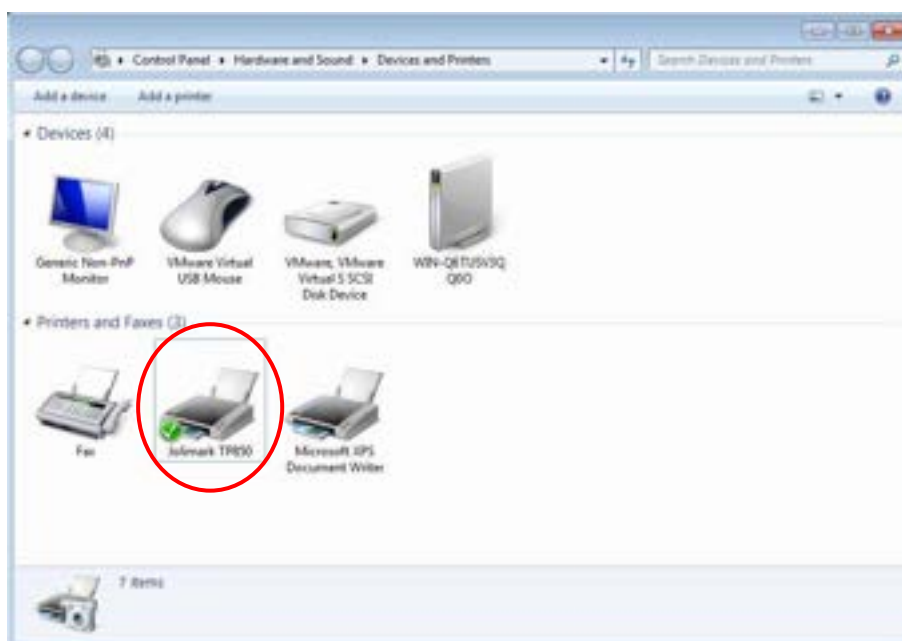 Control Panel ▸ Hardware and Sound ▸ Devices and Printers
Search Devices and Printers
Add a device Add a printer
Devices (4)
Generic Non-PnP
Monitor
VMware Virtual
USB Mouse
VMware, VMware
Virtual S SCSI
Disk Device
Printers and Faxes (3)
Fax
Jolimark TP850
Microsoft XPS
Document Writer
7 items